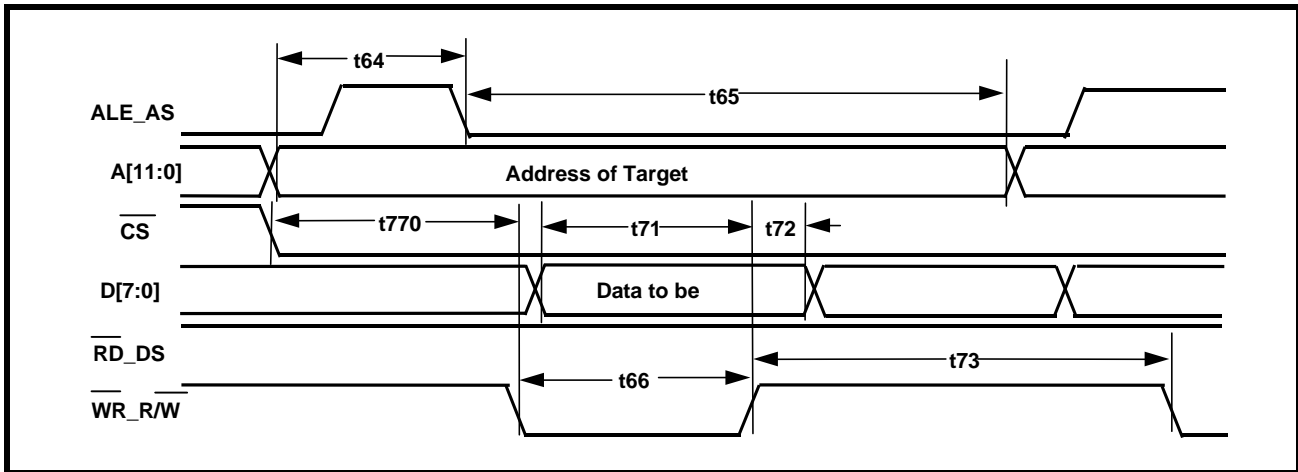 t64
t65
ALE_AS
A[11:0]
Address of Target
CS
t770
t71
t72
D[7:0]
Data to be
RD_DS
t73
t66
WR_R/W